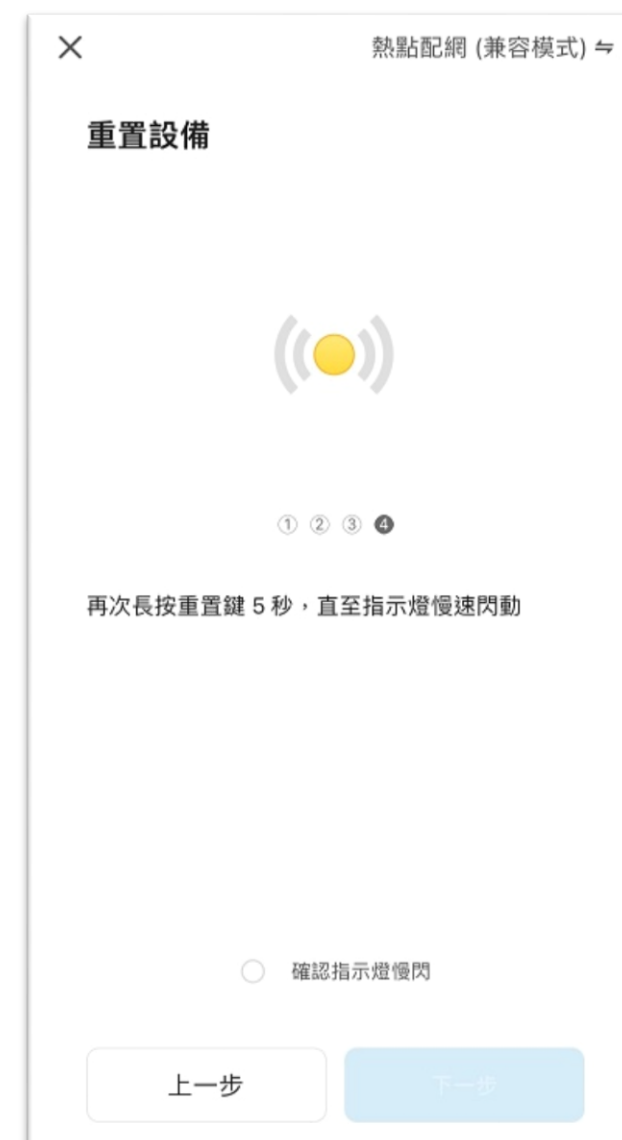 熱點配網 (兼容模式) ⇋
重置設備
① ② ③ ❹
再次長按重置鍵 5 秒，直至指示燈慢速閃動
確認指示燈慢閃
上一步
下一步